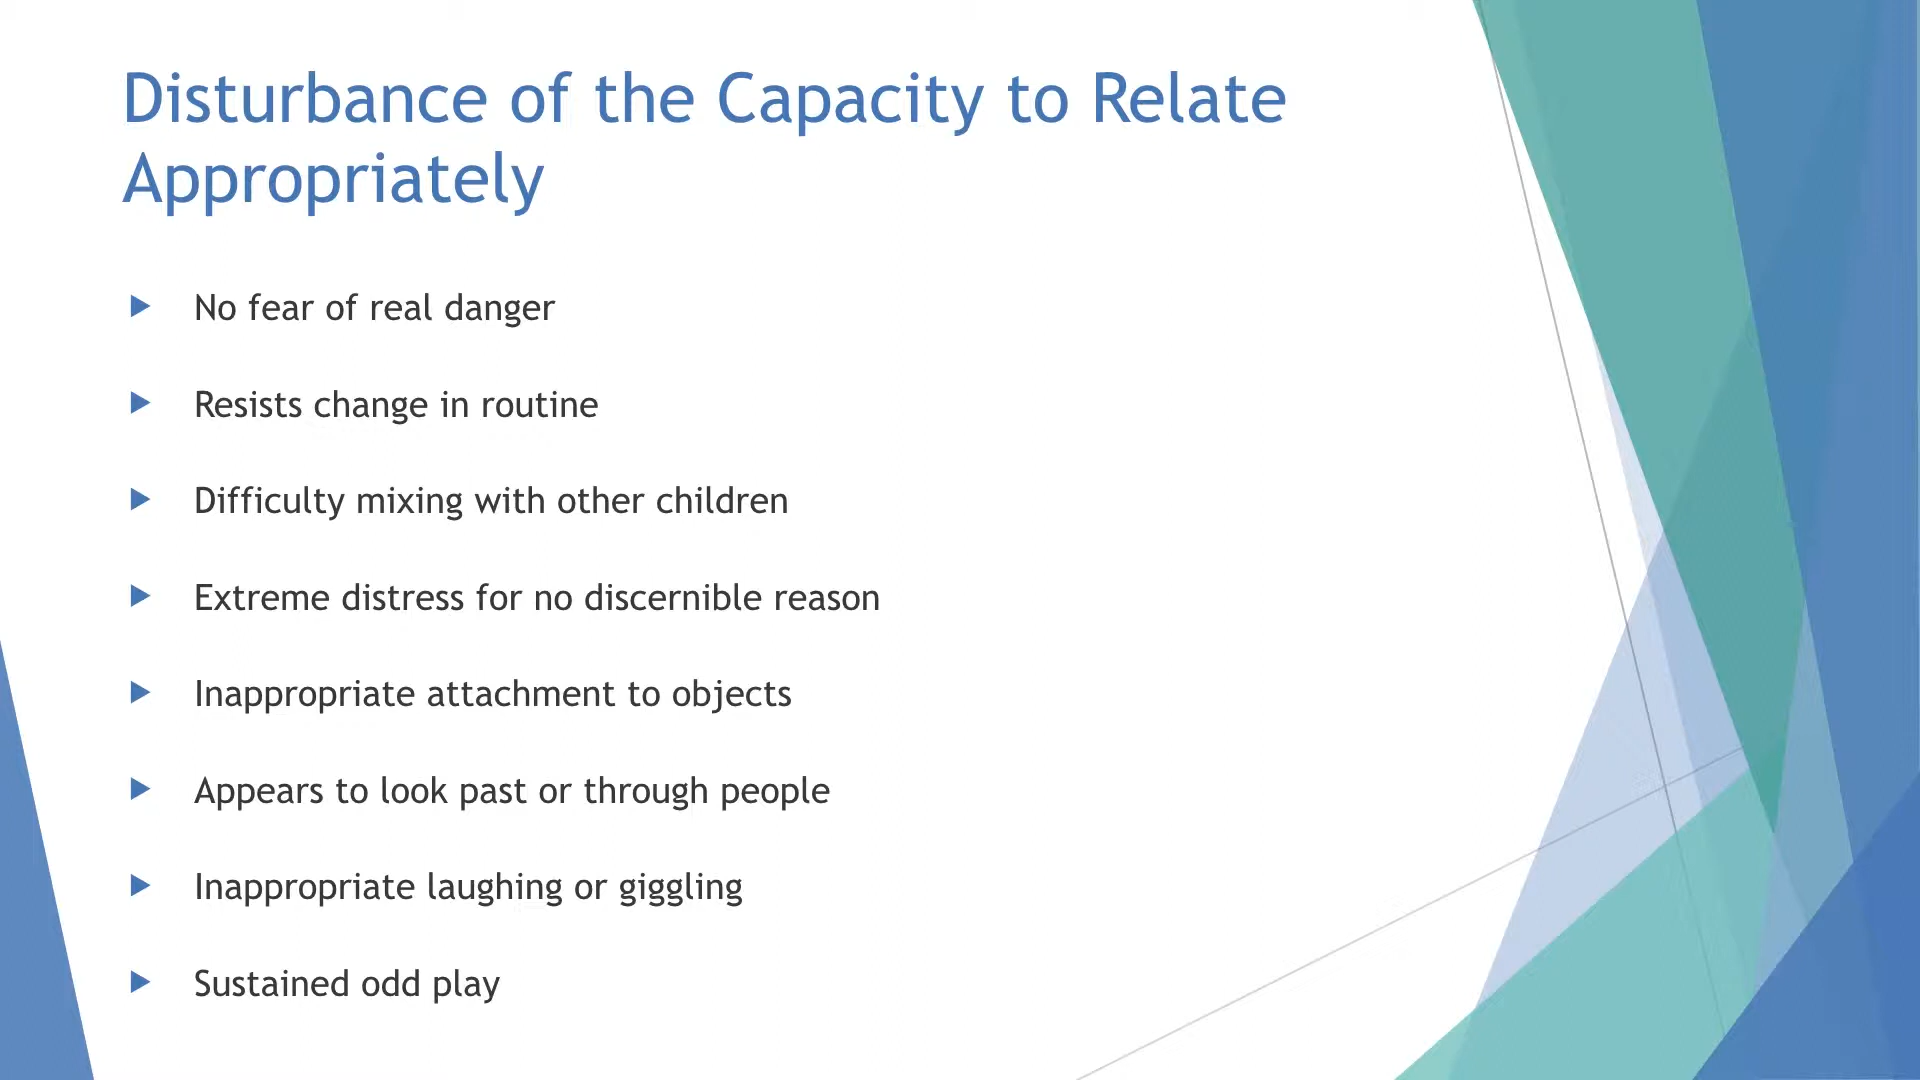 Disturbance of the Capacity to Relate
Appropriately
No fear of real danger
Resists change in routine
Difficulty mixing with other children
Extreme distress for no discernible reason
Inappropriate attachment to objects
Appears to look past or through people
Inappropriate laughing or giggling
Sustained odd play